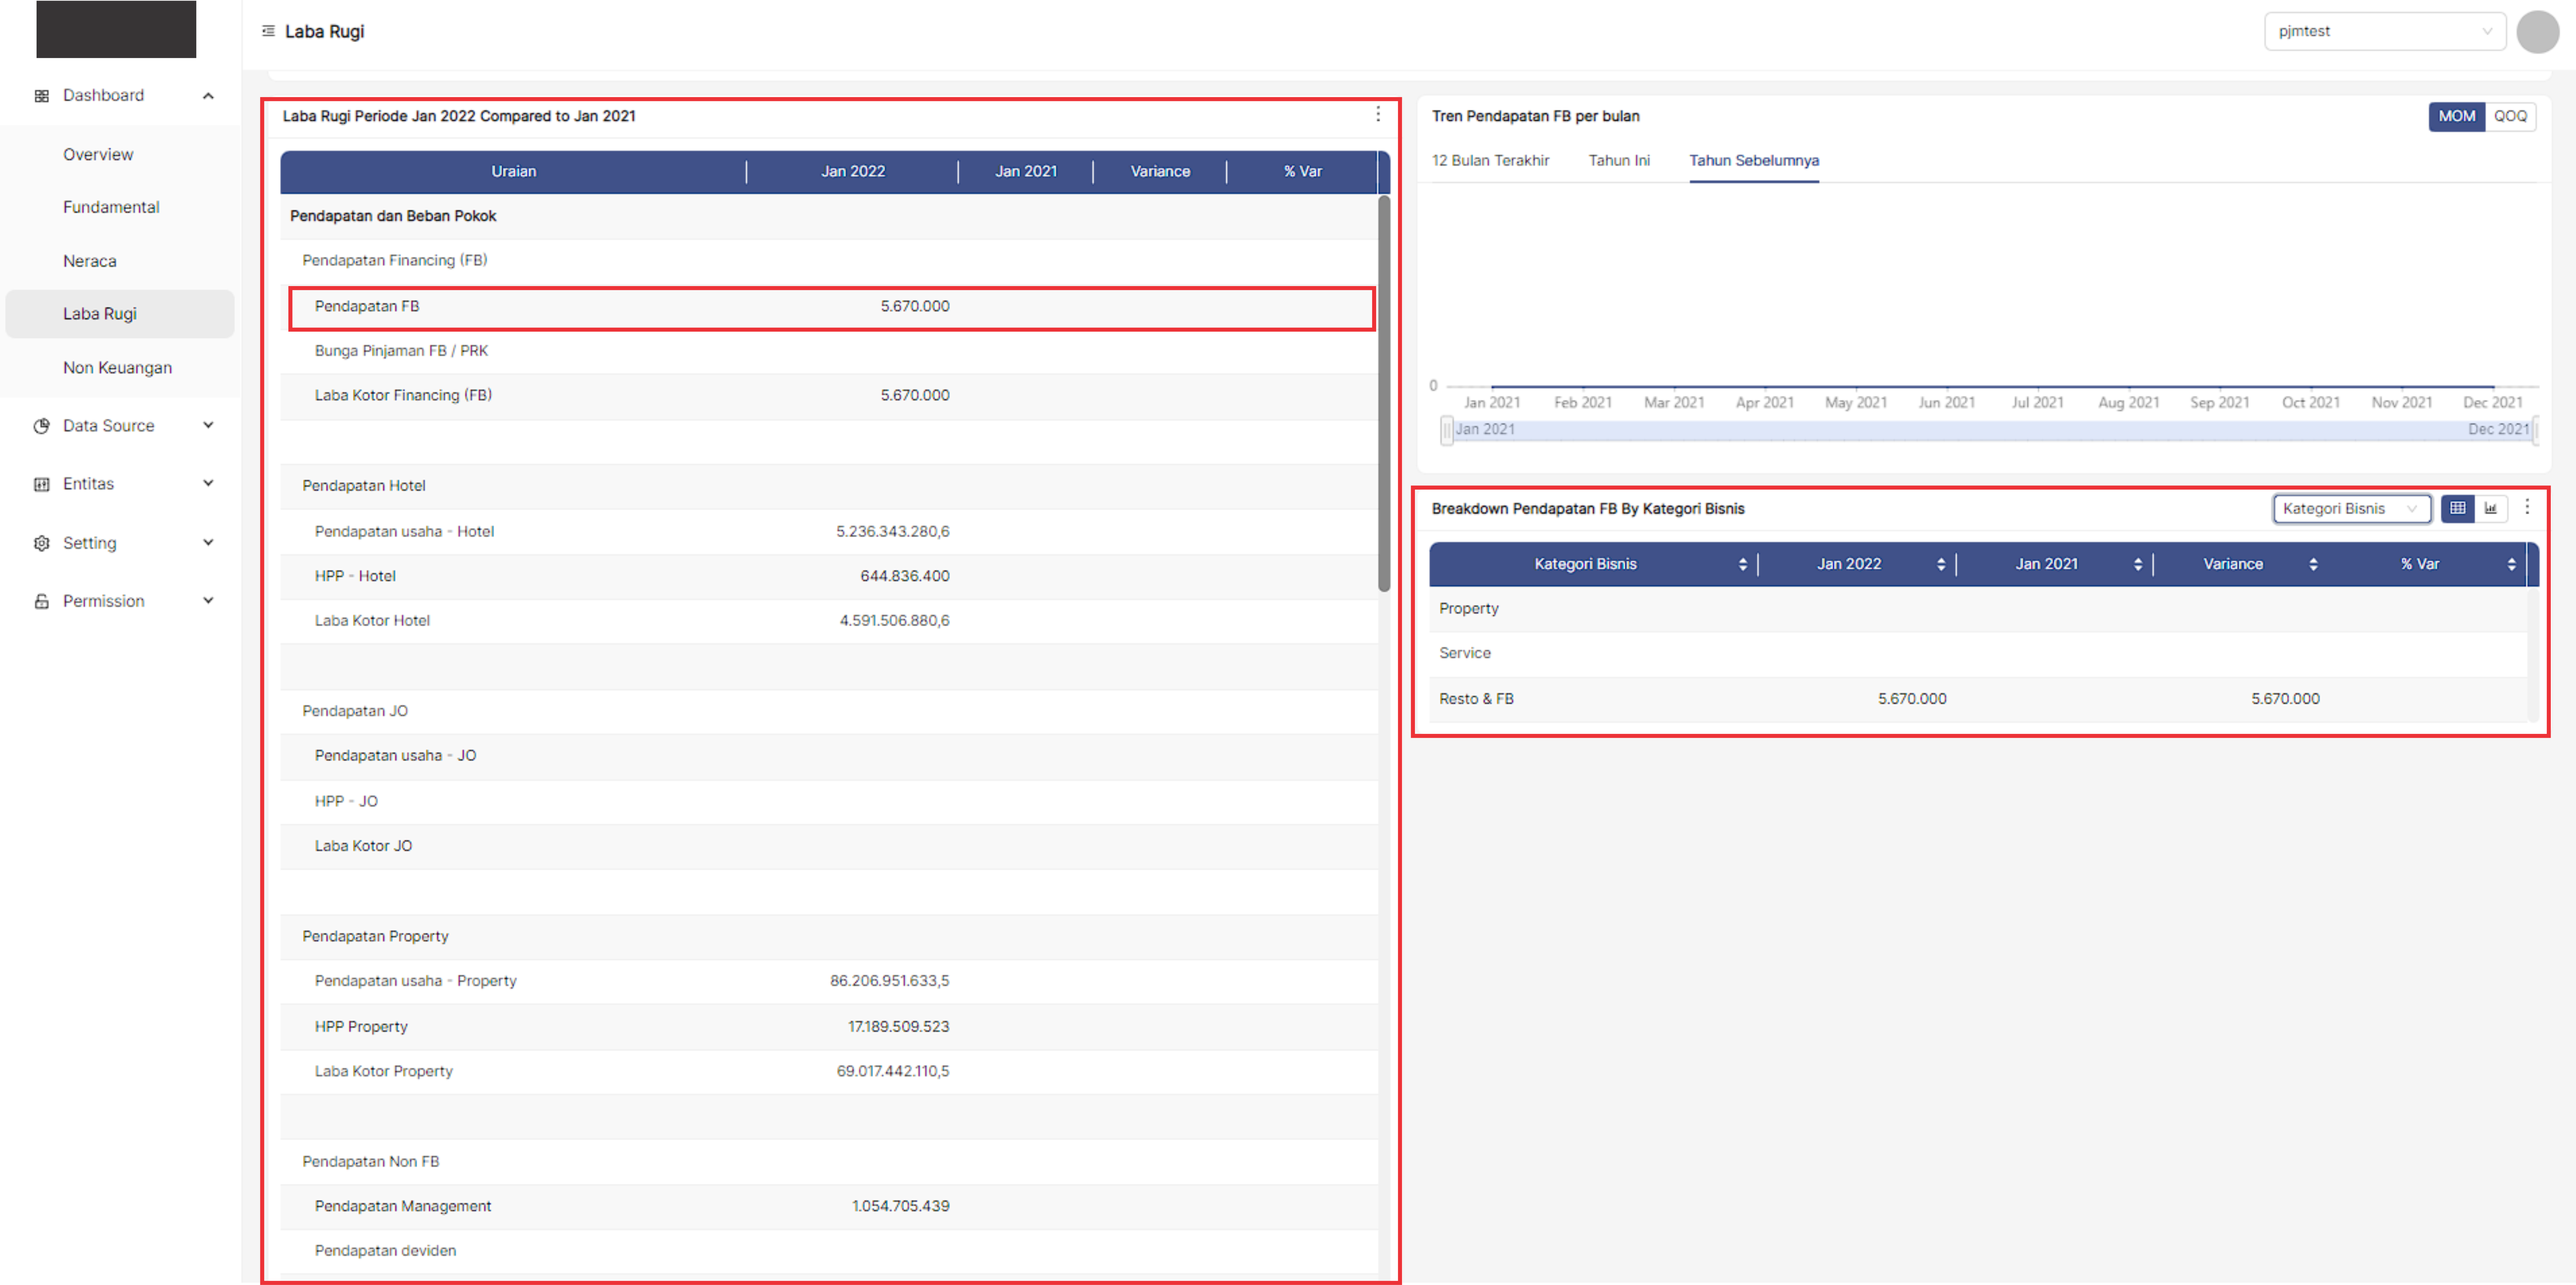 Laba Rugi
pjmtest
Dashboard
Overview
Fundamental
Neraca
Laba Rugi
Non Keuangan
Data Source
Entitas
Setting
Permission
Laba Rugi Periode Jan 2022 Compared to Jan 2021
Uraian Jan 2022 Jan 2021 Variance % Var
Pendapatan dan Beban Pokok
Pendapatan Financing (FB)
Pendapatan FB 5.670.000
Bunga Pinjaman FB / PRK
Laba Kotor Financing (FB) 5.670.000
Pendapatan Hotel
Pendapatan usaha - Hotel 5.236.343.280,6
HPP - Hotel 644.836.400
Laba Kotor Hotel 4.591.506.880,6
Pendapatan JO
Pendapatan usaha - JO
HPP - JO
Laba Kotor JO
Pendapatan Property
Pendapatan usaha - Property 86.206.951.633,5
HPP Property 17.189.509.523
Laba Kotor Property 69.017.442.110,5
Pendapatan Non FB
Pendapatan Management 1.054.705.439
Pendapatan deviden
Tren Pendapatan FB per bulan
MOM QOQ
12 Bulan Terakhir Tahun Ini Tahun Sebelumnya
0
Jan 2021 Feb 2021 Mar 2021 Apr 2021 May 2021 Jun 2021 Jul 2021 Aug 2021 Sep 2021 Oct 2021 Nov 2021 Dec 2021
Jan 2021 Dec 2021
Breakdown Pendapatan FB By Kategori Bisnis
Kategori Bisnis
Kategori Bisnis Jan 2022 Jan 2021 Variance % Var
Property
Service
Resto & FB 5.670.000 5.670.000